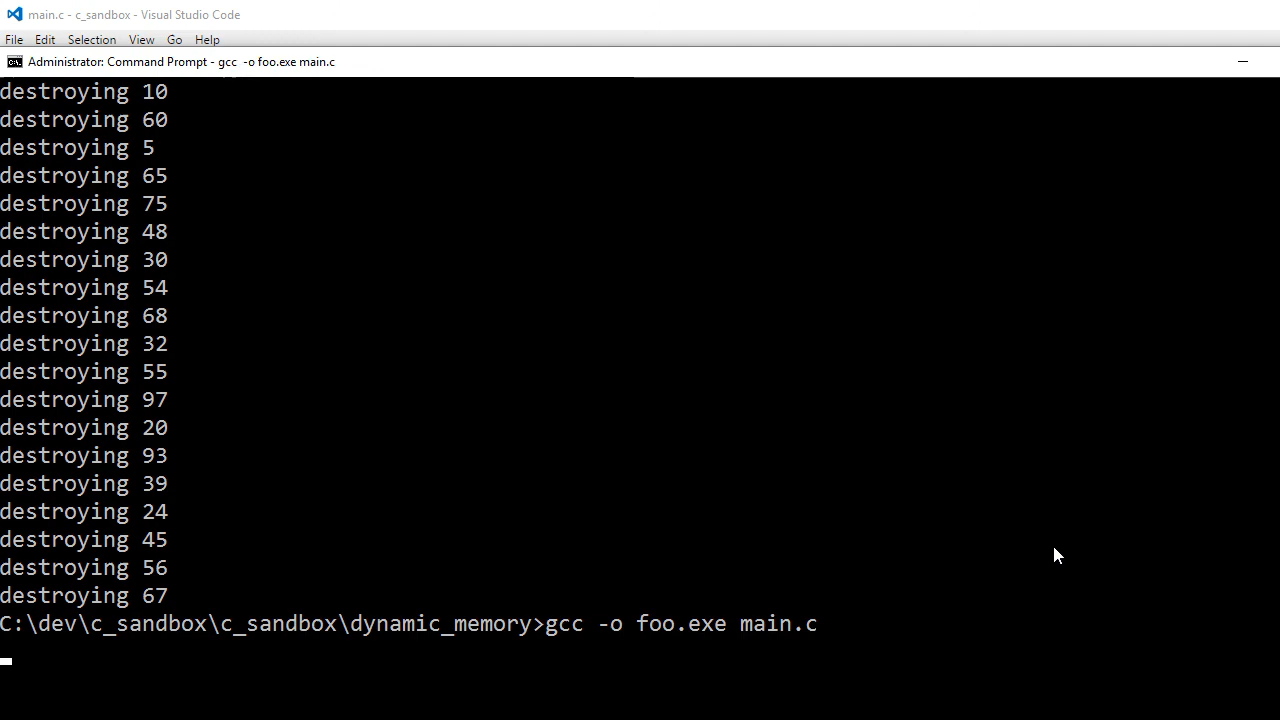 main.c - c_sandbox - Visual Studio Code
File Edit Selection View Go Help
Administrator: Command Prompt - gcc  -o foo.exe main.c
destroying 10
destroying 60
destroying 5
destroying 65
destroying 75
destroying 48
destroying 30
destroying 54
destroying 68
destroying 32
destroying 55
destroying 97
destroying 20
destroying 93
destroying 39
destroying 24
destroying 45
destroying 56
destroying 67
C:\dev\c_sandbox\c_sandbox\dynamic_memory>gcc -o foo.exe main.c